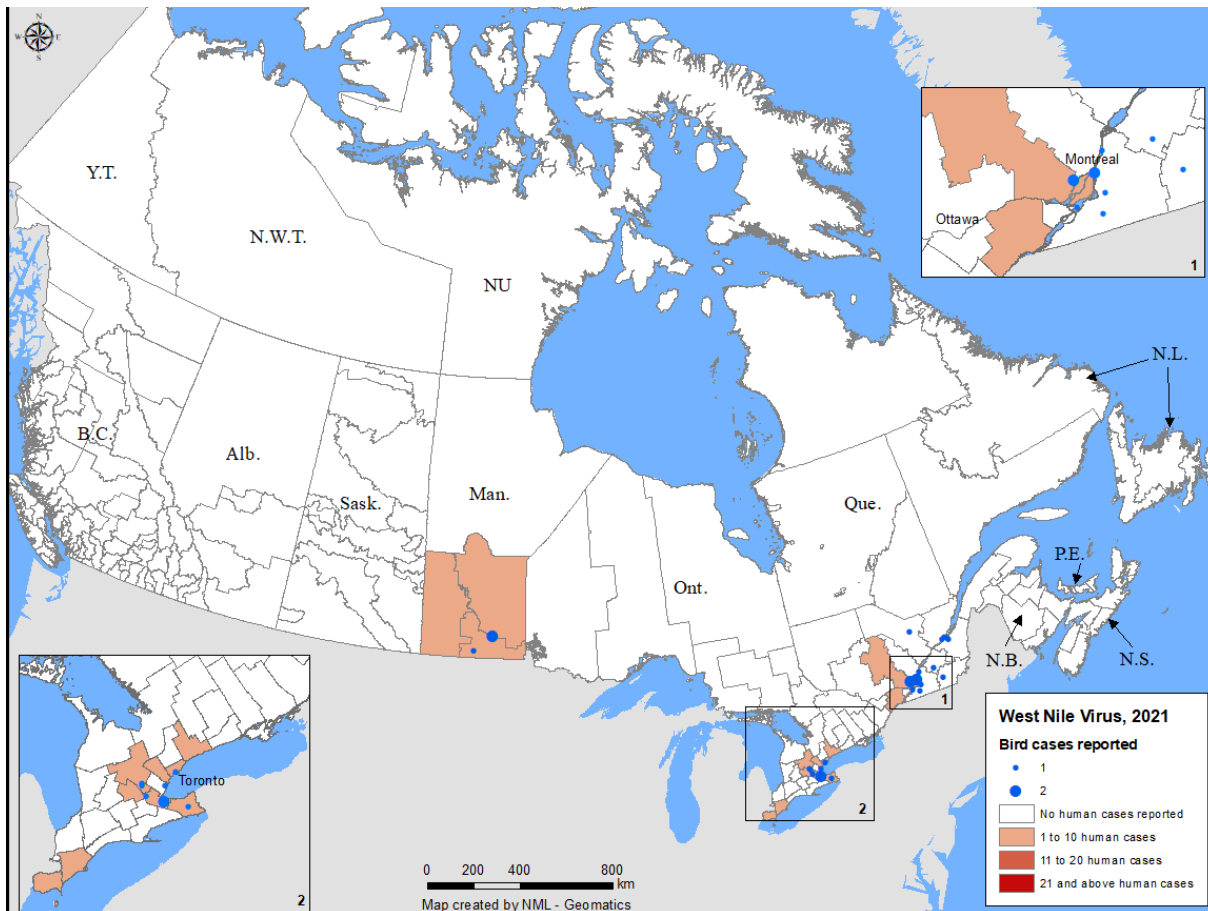 N
W E
S
Y.T.
N.W.T.
NU
Montreal
Ottawa
1
N.L.
B.C.
Alb.
Sask.
Man.
Que.
Ont.
P.E.
N.B.
N.S.
1
2
Toronto
2
West Nile Virus, 2021
Bird cases reported
1
2
No human cases reported
1 to 10 human cases
11 to 20 human cases
21 and above human cases
0 200 400 800
km
Map created by NML - Geomatics